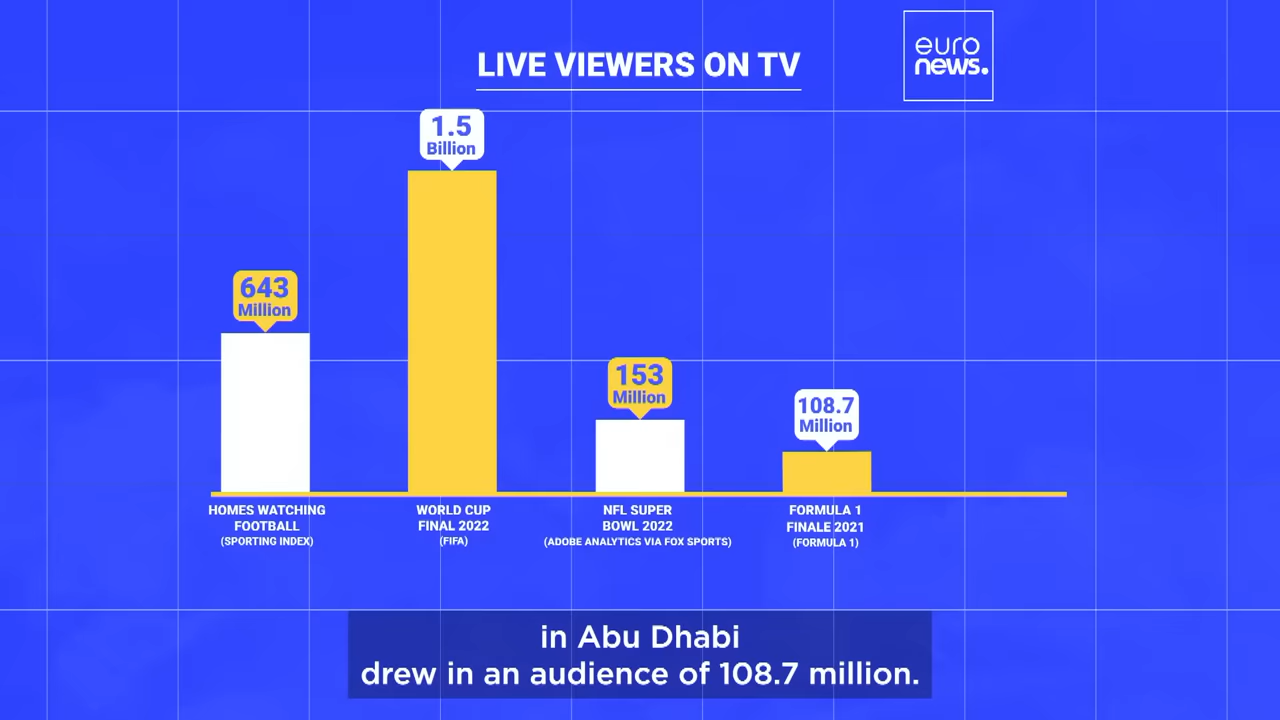 LIVE VIEWERS ON TV
euro
news.
1.5
Billion
643
Million
153
Million
108.7
Million
HOMES WATCHING
FOOTBALL
(SPORTING INDEX)
WORLD CUP
FINAL 2022
(FIFA)
NFL SUPER
BOWL 2022
(ADOBE ANALYTICS VIA FOX SPORTS)
FORMULA 1
FINALE 2021
(FORMULA 1)
in Abu Dhabi
drew in an audience of 108.7 million.